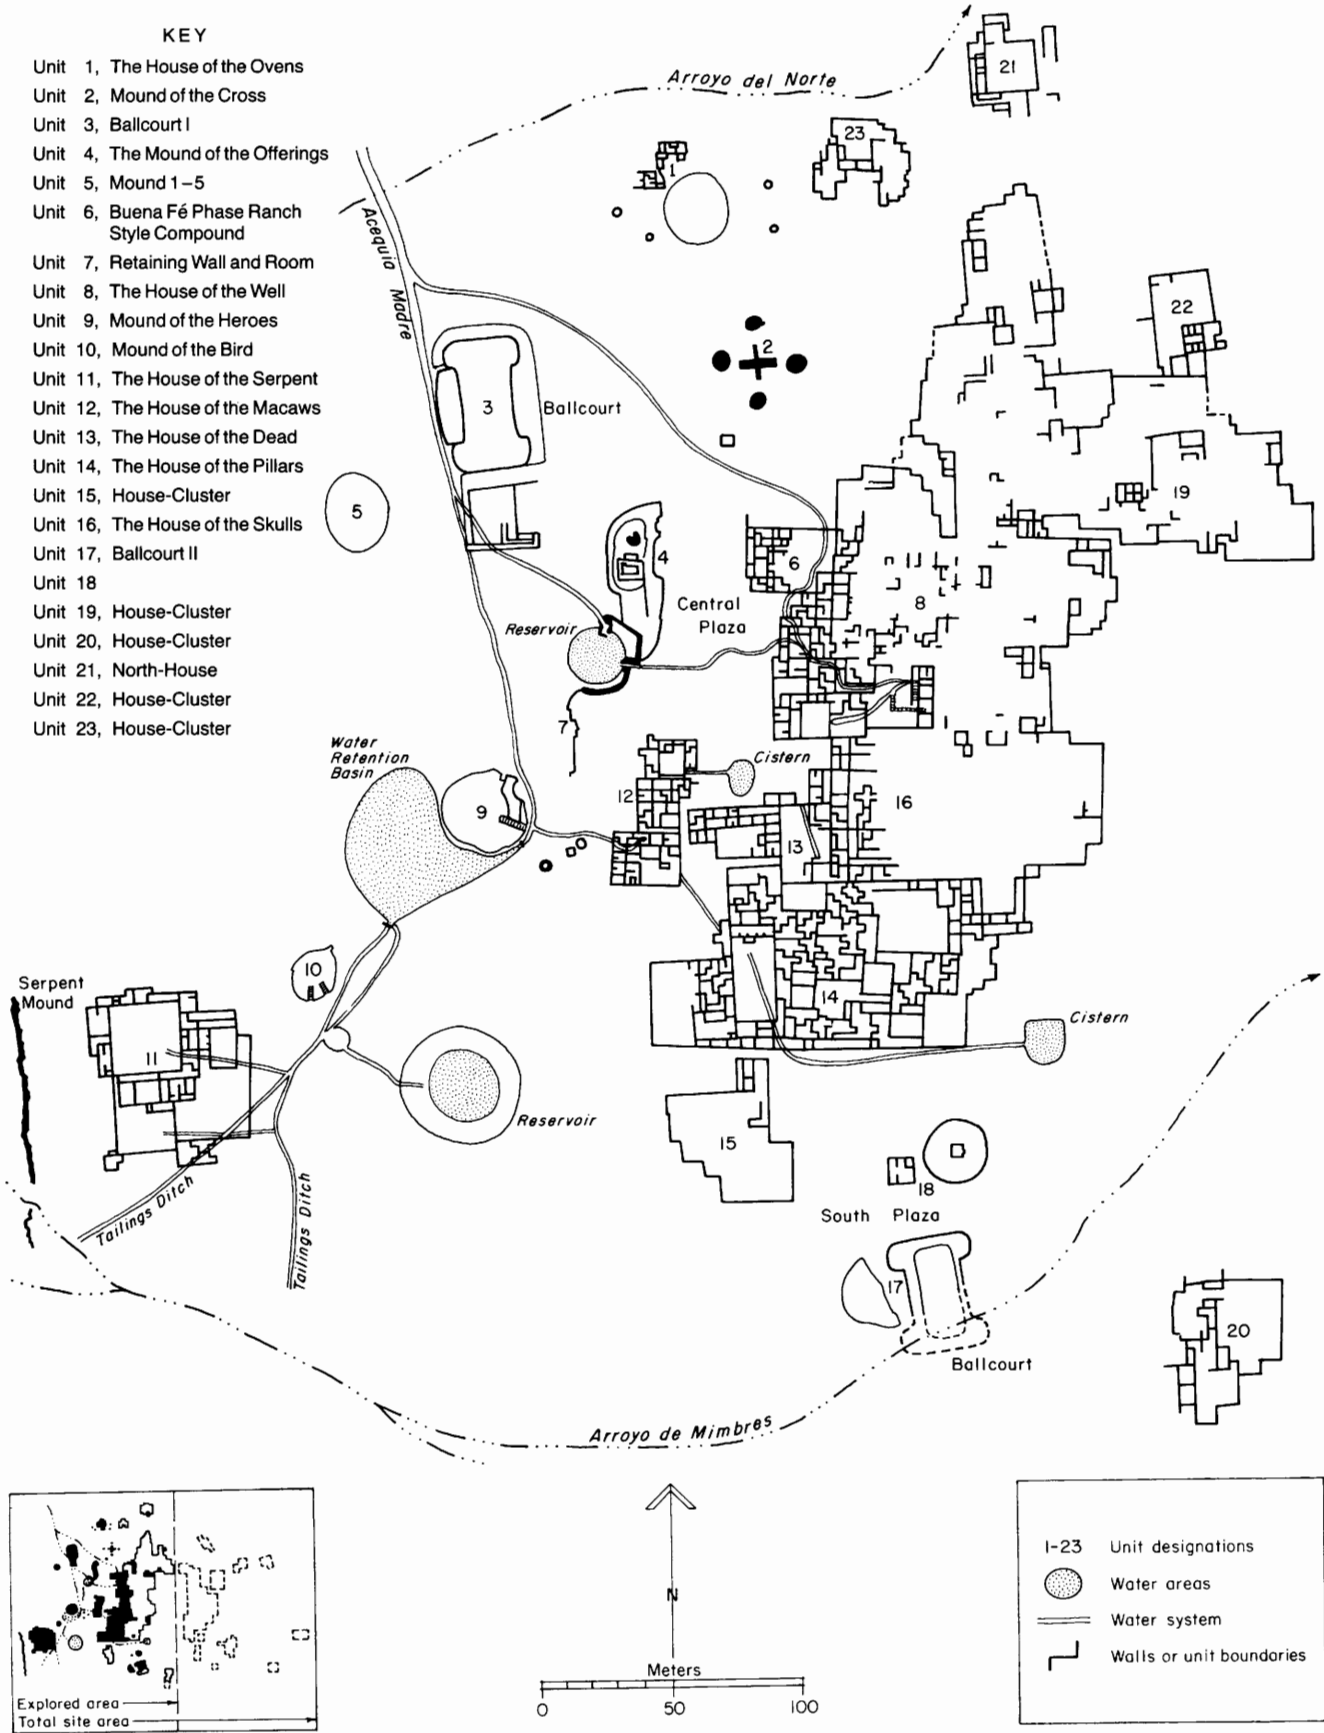 KEY
Unit 1, The House of the Ovens
Unit 2, Mound of the Cross
Unit 3, Ballcourt I
Unit 4, The Mound of the Offerings
Unit 5, Mound 1–5
Unit 6, Buena Fé Phase Ranch
Style Compound
Unit 7, Retaining Wall and Room
Unit 8, The House of the Well
Unit 9, Mound of the Heroes
Unit 10, Mound of the Bird
Unit 11, The House of the Serpent
Unit 12, The House of the Macaws
Unit 13, The House of the Dead
Unit 14, The House of the Pillars
Unit 15, House-Cluster
Unit 16, The House of the Skulls
Unit 17, Ballcourt II
Unit 18
Unit 19, House-Cluster
Unit 20, House-Cluster
Unit 21, North-House
Unit 22, House-Cluster
Unit 23, House-Cluster
Arroyo del Norte
21
23
1
Acequia Madre
22
2
3
Ballcourt
19
5
4
6
8
Central
Plaza
Reservoir
7
Water
Retention
Basin
Cistern
9
12
16
13
10
Serpent
Mound
14
Cistern
11
Reservoir
15
18
South Plaza
Tailings Ditch
Tailings Ditch
17
20
Ballcourt
Arroyo de Mimbres
Explored area
Total site area
N
Meters
0
50
100
1-23 Unit designations
Water areas
Water system
Walls or unit boundaries